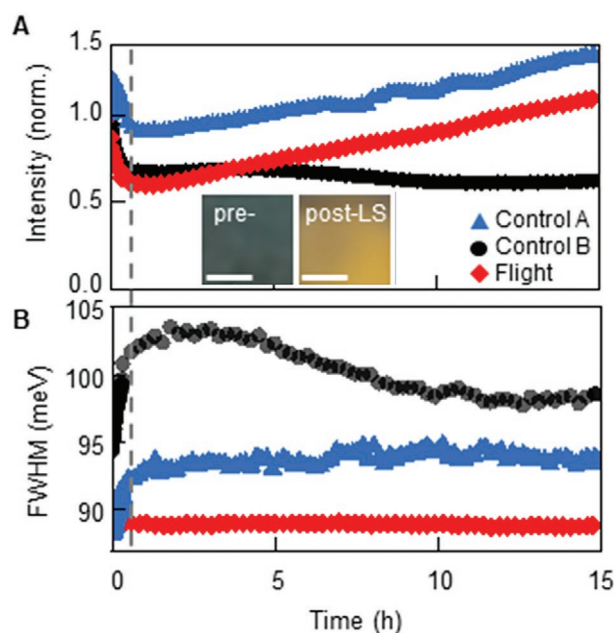 A
1.5
1.0
0.5
0.0
Intensity (norm.)
pre-
post-LS
Control A
Control B
Flight
B
105
100
95
90
FWHM (meV)
0
5
10
15
Time (h)